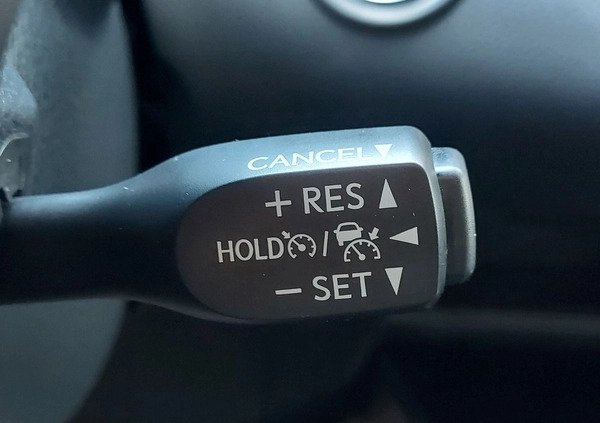 CANCEL▼
+ RES ▲
HOLD / ◀
− SET ▼